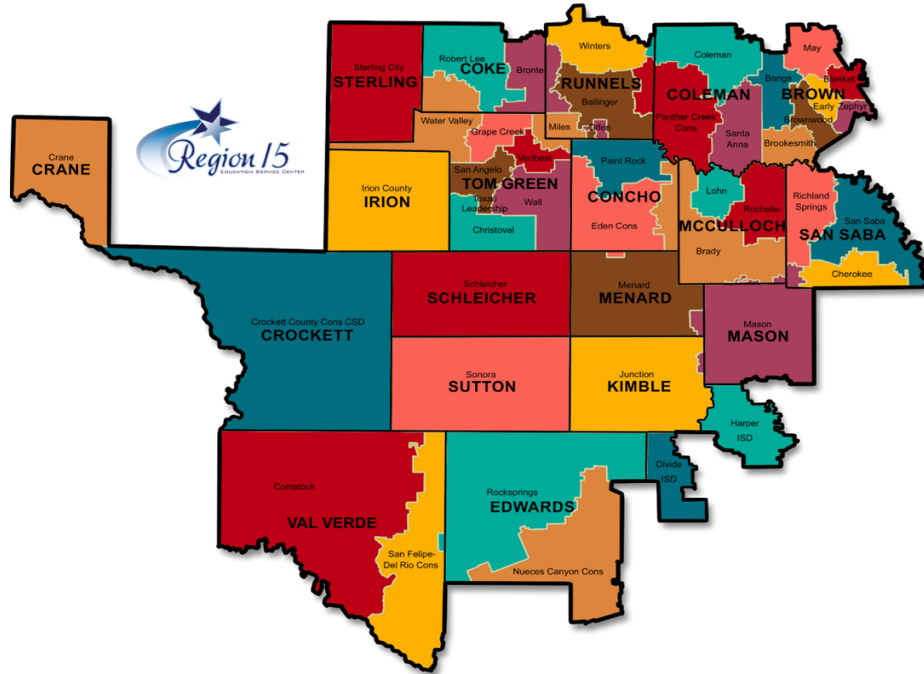 Region 15
EDUCATION SERVICE CENTER
Crane
CRANE
Sterling City
STERLING
Robert Lee
COKE
Bronte
Water Valley
Winters
RUNNELS
Ballinger
Olfen
Miles
Coleman
COLEMAN
Panther Creek
Cons
Santa
Anna
May
Bangs
Blanket
BROWN
Early
Zephyr
Brownwood
Brookesmith
Irion County
IRION
Grape Creek
Veribest
San Angelo
TOM GREEN
Texas
Leadership
Wall
Christoval
Paint Rock
CONCHO
Eden Cons
Lohn
Rochelle
MCCULLOCH
Brady
Richland
Springs
San Saba
SAN SABA
Cherokee
Crockett County Cons CSD
CROCKETT
Schleicher
SCHLEICHER
Menard
MENARD
Mason
MASON
Sonora
SUTTON
Junction
KIMBLE
Harper
ISD
Divide
ISD
Comstock
VAL VERDE
San Felipe-
Del Rio Cons
Rocksprings
EDWARDS
Nueces Canyon Cons